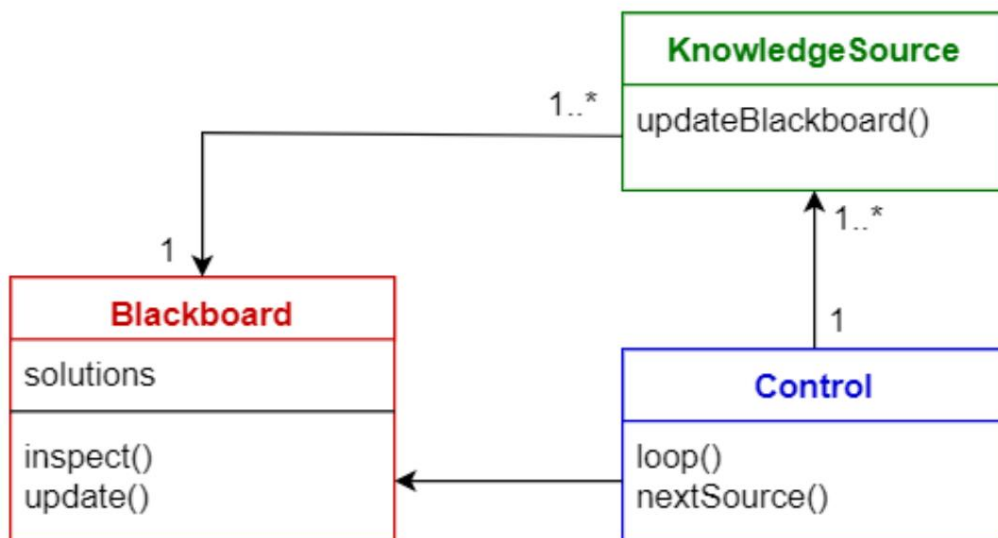 KnowledgeSource
updateBlackboard()
1..*
1
1..*
1
Blackboard
solutions
inspect()
update()
Control
loop()
nextSource()